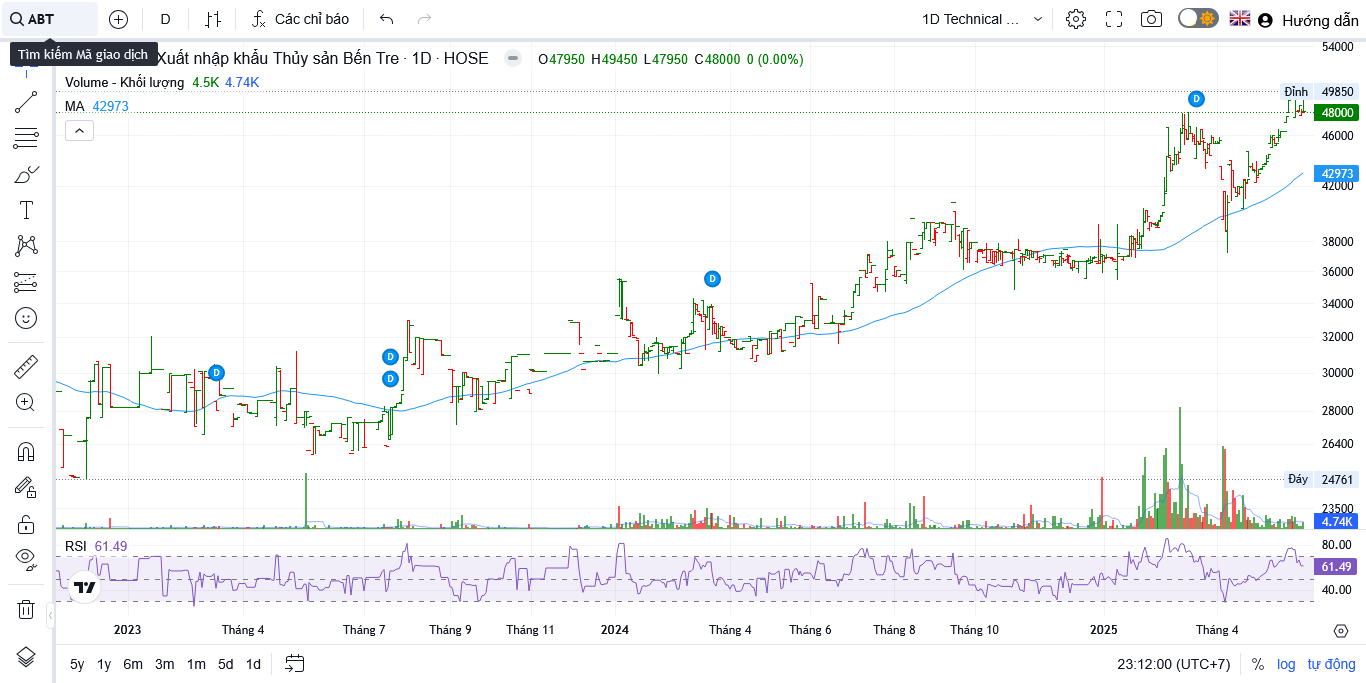 ABT
D
Các chỉ báo
1D Technical ...
Hướng dẫn
Tìm kiếm Mã giao dịch
Xuất nhập khẩu Thủy sản Bến Tre · 1D · HOSE
O47950 H49450 L47950 C48000 0 (0.00%)
Volume - Khối lượng 4.5K 4.74K
MA 42973
54000
Đỉnh 49850
48000
46000
42973
42000
38000
36000
34000
32000
30000
28000
26400
Đáy 24761
23500
4.74K
D
D
D
D
D
RSI 61.49
80.00
61.49
40.00
2023
Tháng 4
Tháng 7
Tháng 9
Tháng 11
2024
Tháng 4
Tháng 6
Tháng 8
Tháng 10
2025
Tháng 4
5y 1y 6m 3m 1m 5d 1d
23:12:00 (UTC+7)
%
log
tự động